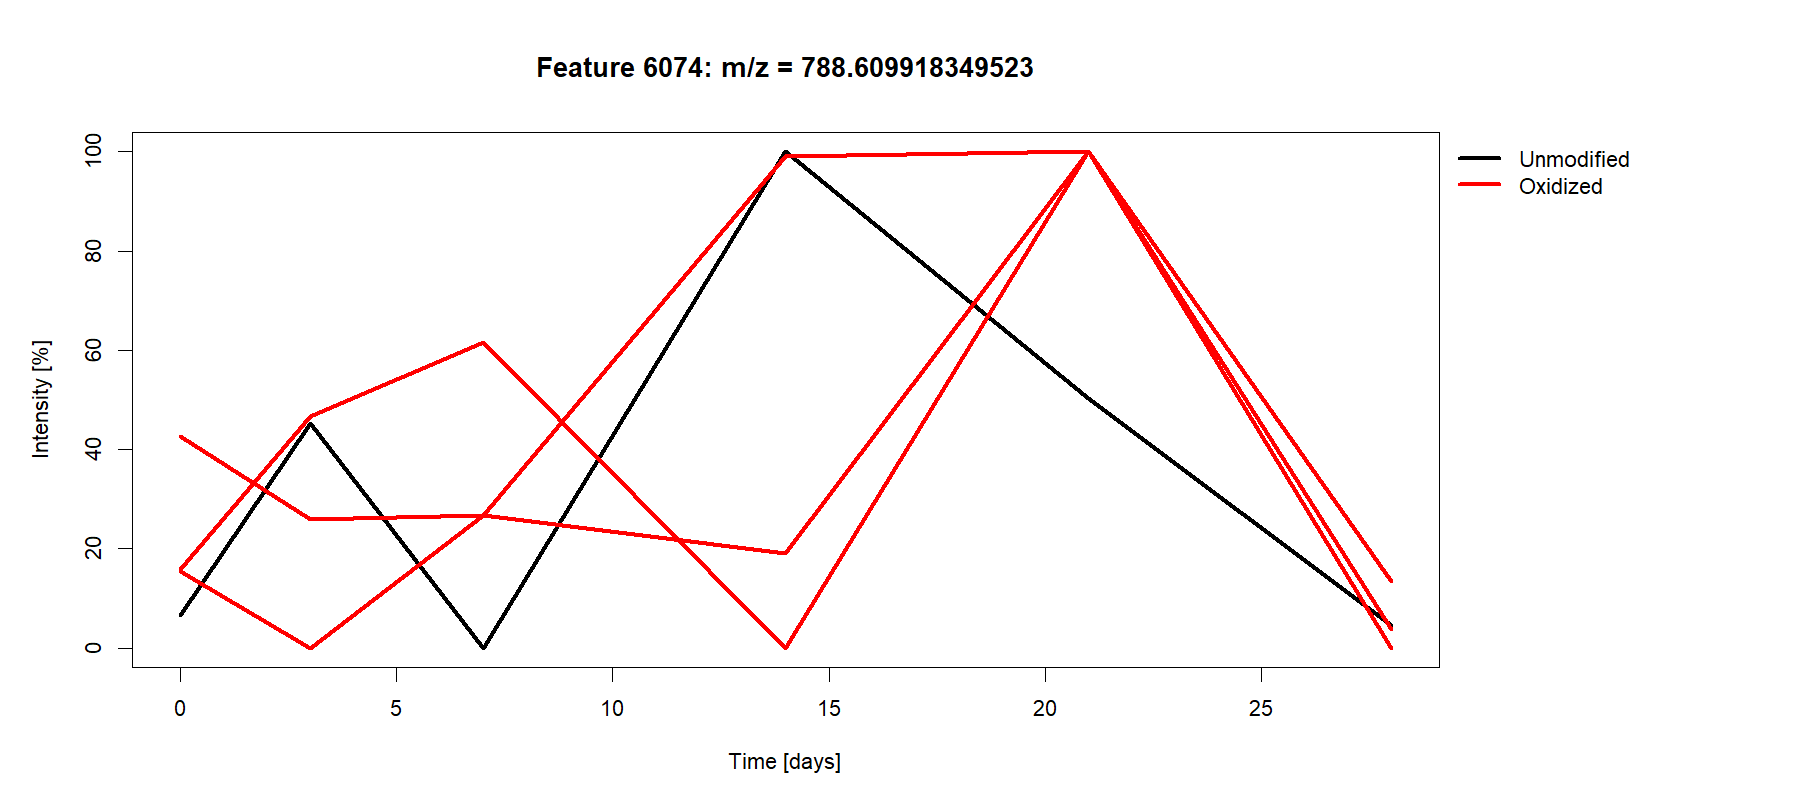 Feature 6074: m/z = 788.609918349523
100
80
60
40
20
0
Intensity [%]
0 5 10 15 20 25
Time [days]
Unmodified
Oxidized